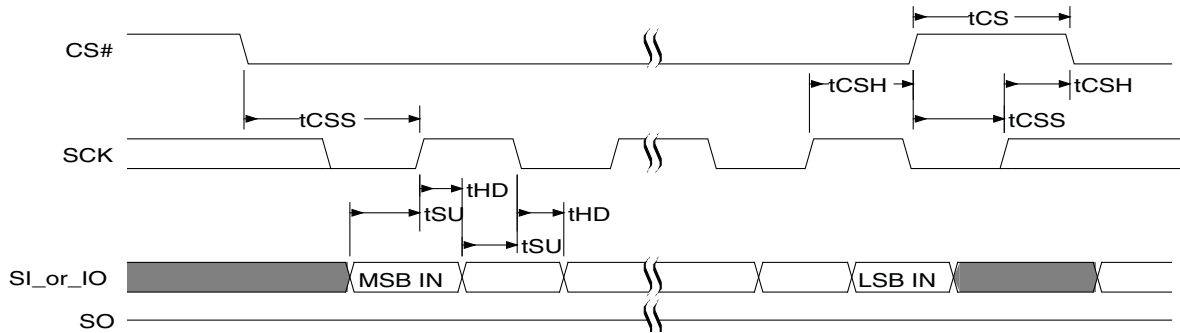 tCS
CS#
tCSH
tCSH
tCSS
tCSS
SCK
tHD
tSU
tHD
tSU
SI_or_IO
MSB IN
LSB IN
SO